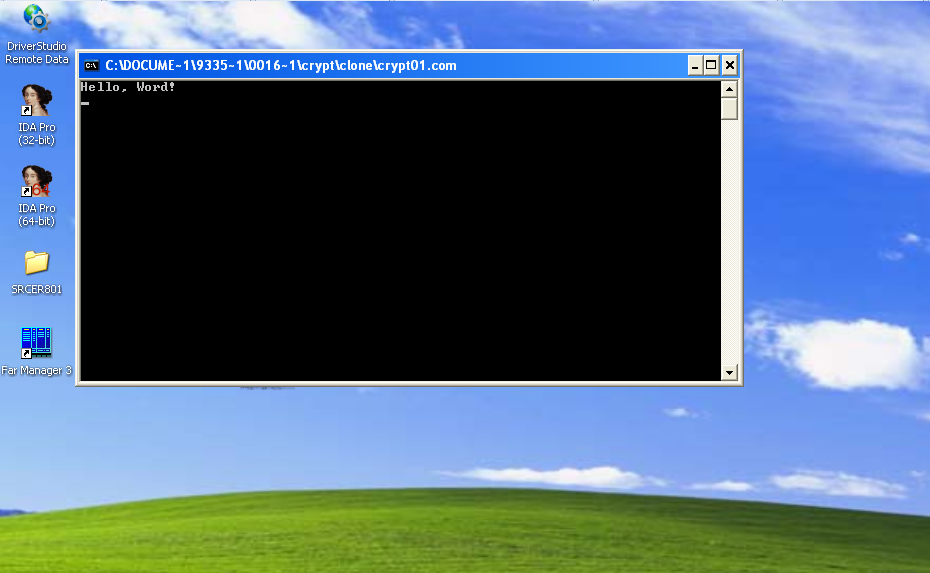 DriverStudio
Remote Data
IDA Pro
(32-bit)
64
IDA Pro
(64-bit)
SRCER801
Far Manager 3
C:\
C:\DOCUME~1\9335~1\0016~1\crypt\clone\crypt01.com
Hello, Word!